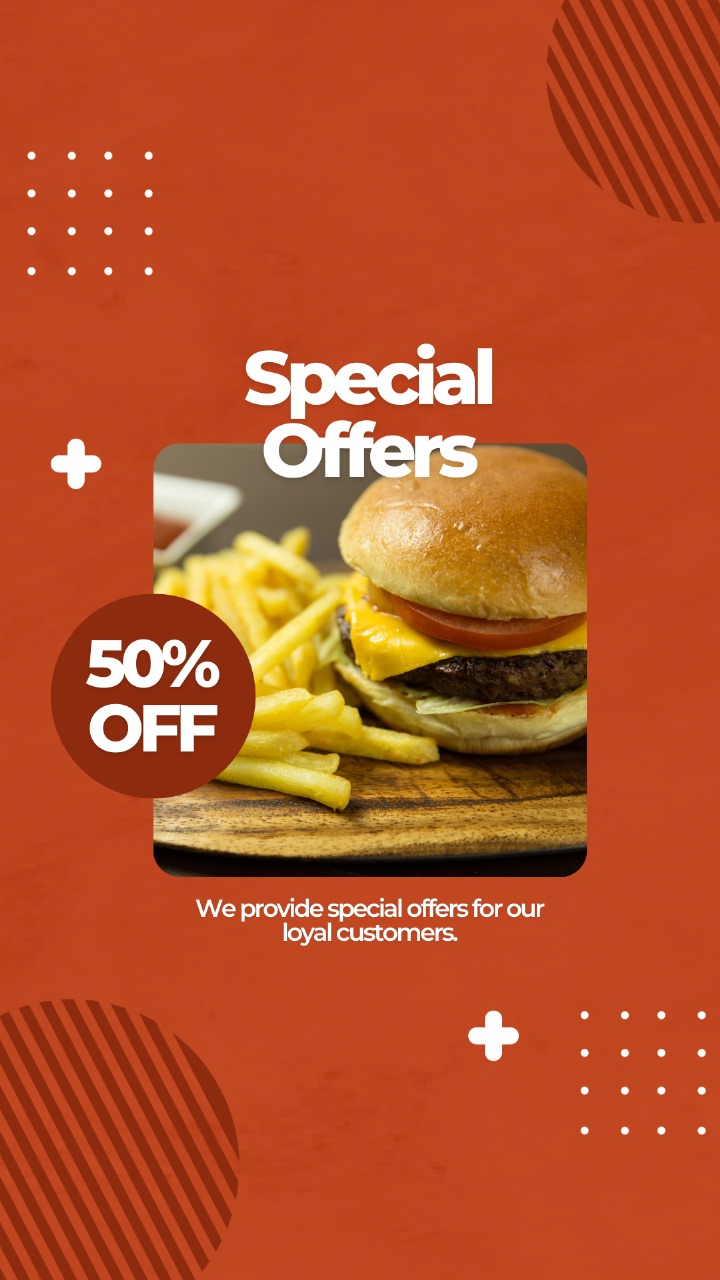 Special
Offers
50%
OFF
We provide special offers for our
loyal customers.